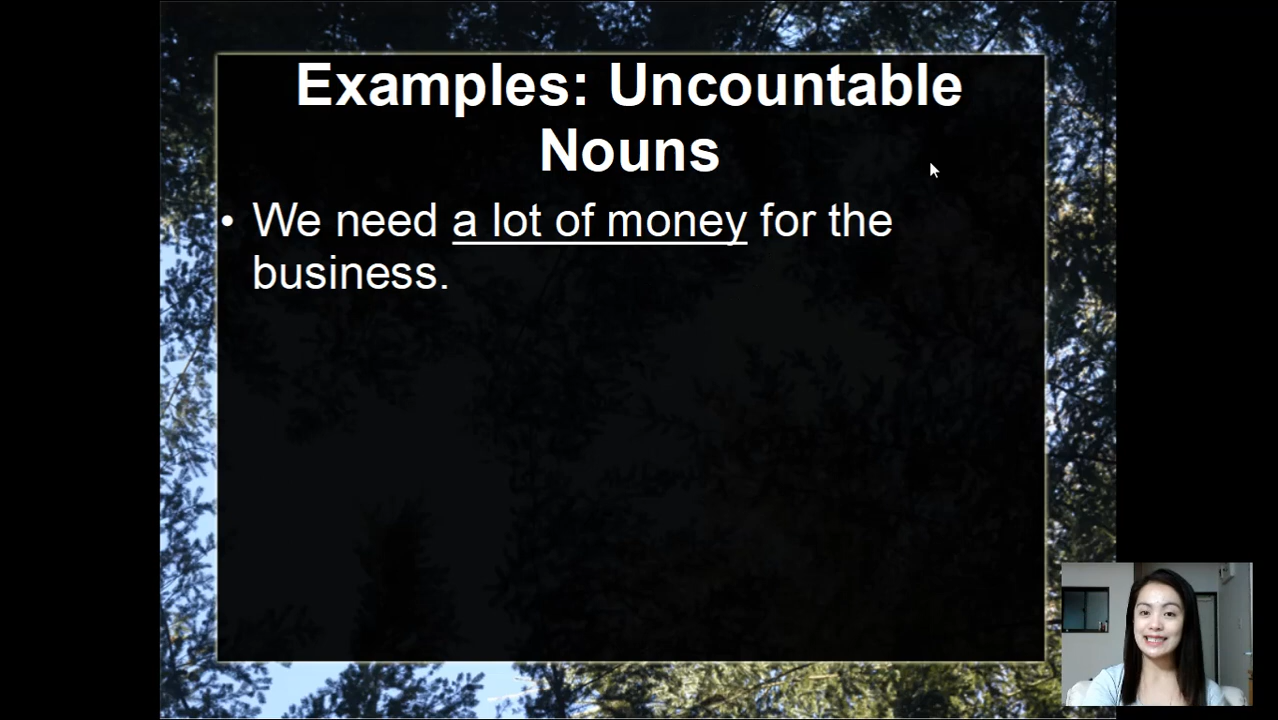 Examples: Uncountable
Nouns
• We need a lot of money for the
business.